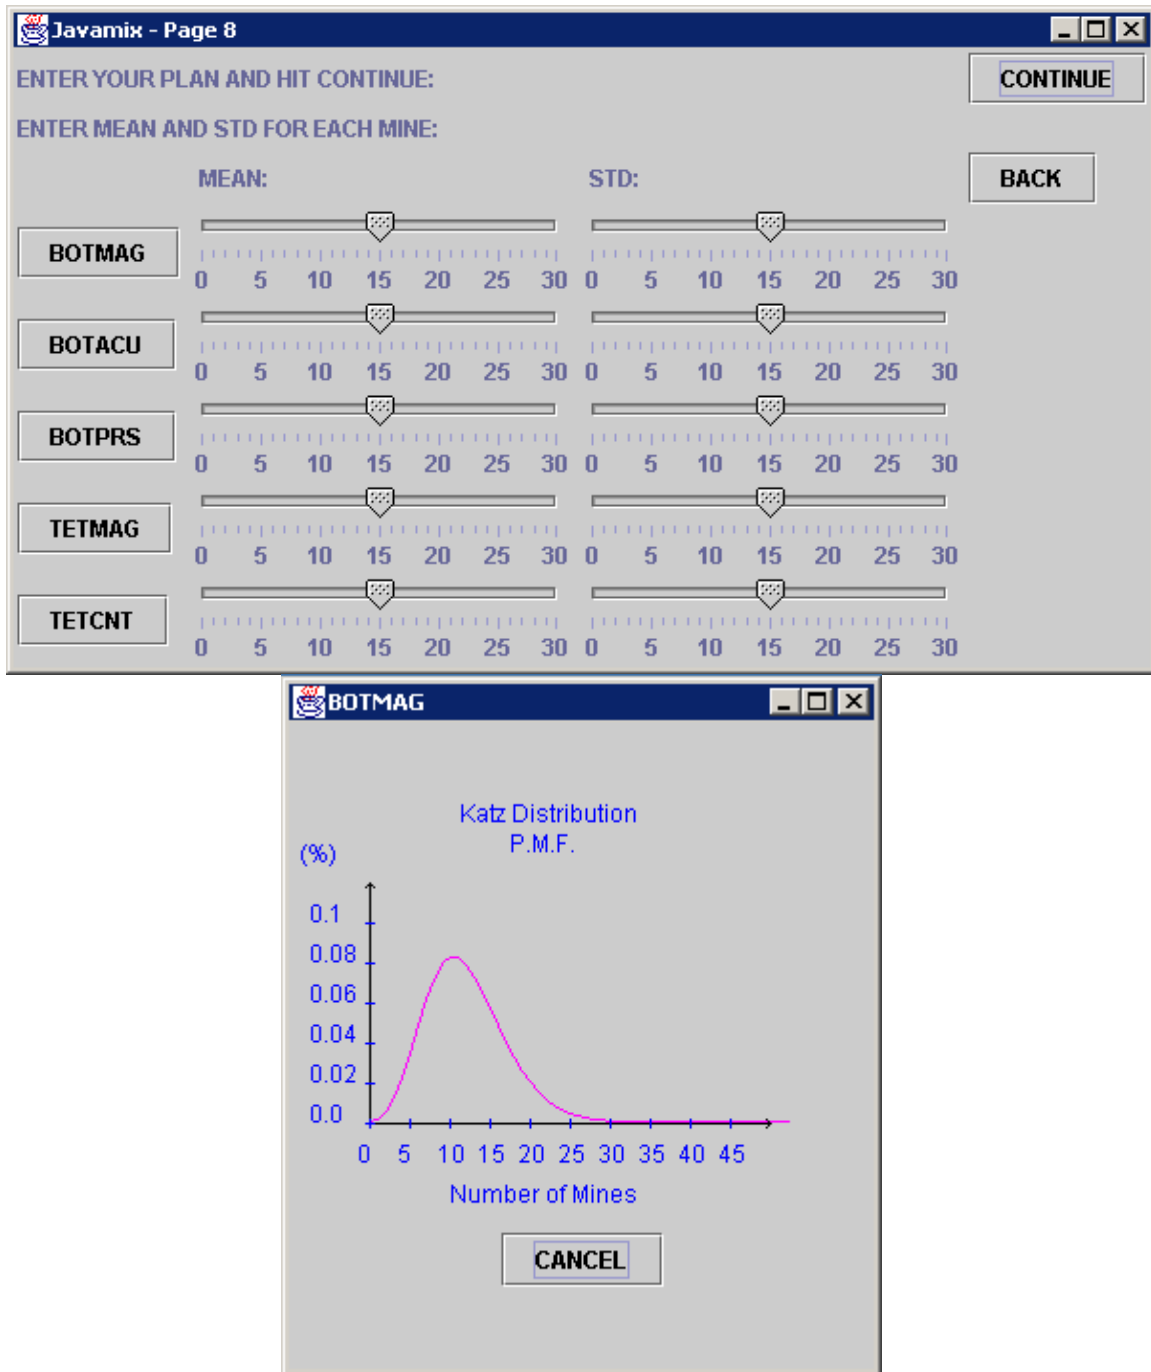 Javamix - Page 8
ENTER YOUR PLAN AND HIT CONTINUE:
CONTINUE
ENTER MEAN AND STD FOR EACH MINE:
MEAN: STD:
BACK
BOTMAG
0 5 10 15 20 25 30 0 5 10 15 20 25 30
BOTACU
0 5 10 15 20 25 30 0 5 10 15 20 25 30
BOTPRS
0 5 10 15 20 25 30 0 5 10 15 20 25 30
TETMAG
0 5 10 15 20 25 30 0 5 10 15 20 25 30
TETCNT
0 5 10 15 20 25 30 0 5 10 15 20 25 30
BOTMAG
Katz Distribution
P.M.F.
(%)
0.1
0.08
0.06
0.04
0.02
0.0
0 5 10 15 20 25 30 35 40 45
Number of Mines
CANCEL